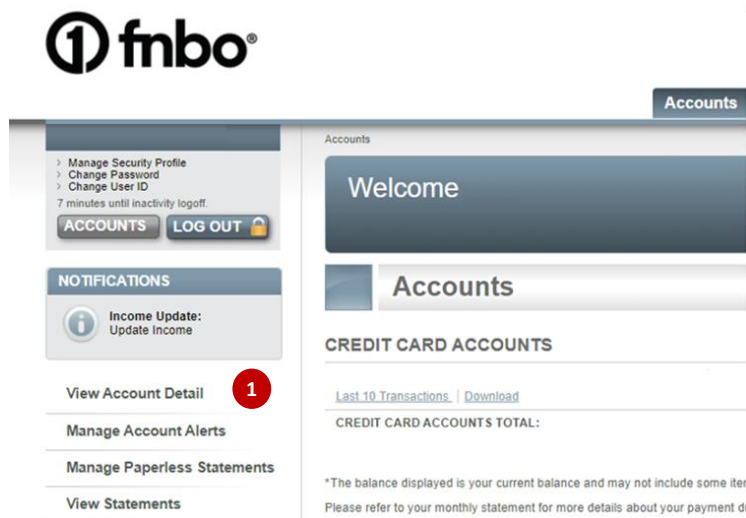 1 fnbo®
Accounts
> Manage Security Profile
> Change Password
> Change User ID
7 minutes until inactivity logoff.
ACCOUNTS LOG OUT
NOTIFICATIONS
i Income Update:
Update Income
View Account Detail 1
Manage Account Alerts
Manage Paperless Statements
View Statements
Accounts
Welcome
Accounts
CREDIT CARD ACCOUNTS
Last 10 Transactions | Download
CREDIT CARD ACCOUNTS TOTAL:
*The balance displayed is your current balance and may not include some
Please refer to your monthly statement for more details about your payment